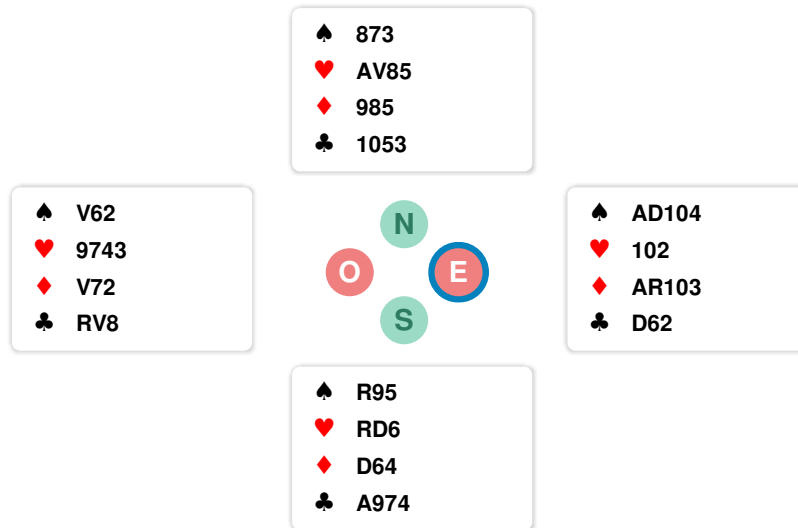 ♠ 873
♥ AV85
♦ 985
♣ 1053
♠ V62
♥ 9743
♦ V72
♣ RV8
N
O
E
S
♠ AD104
♥ 102
♦ AR103
♣ D62
♠ R95
♥ RD6
♦ D64
♣ A974